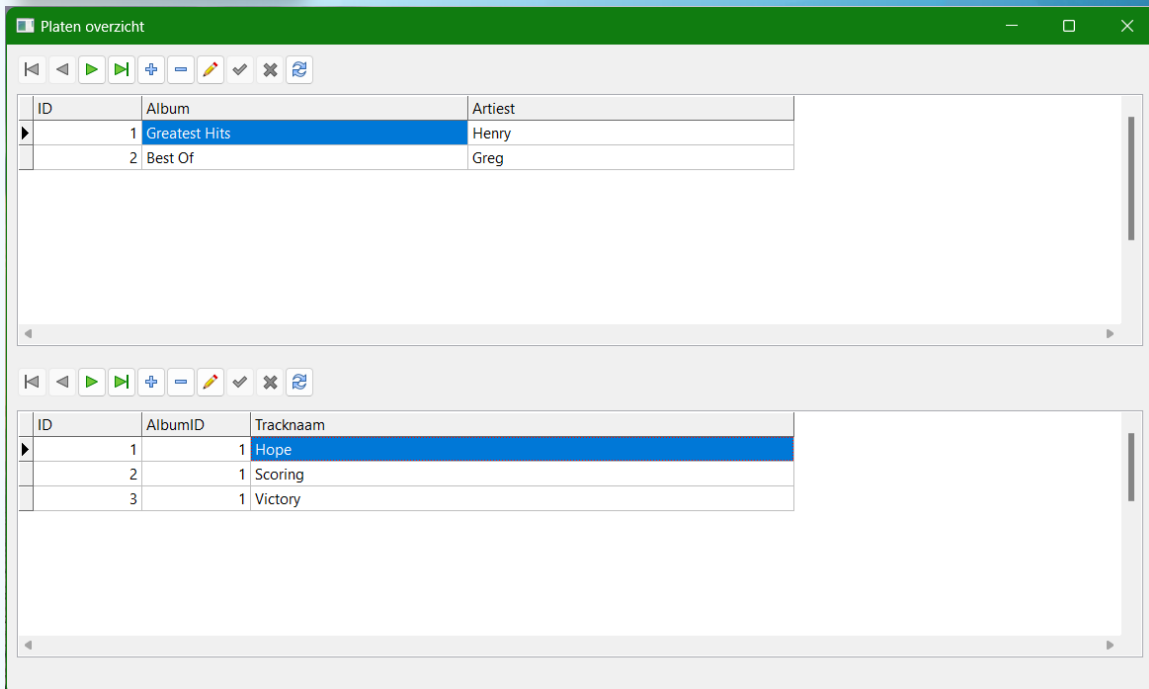 Platen overzicht
ID Album Artiest
1 Greatest Hits Henry
2 Best Of Greg
ID AlbumID Tracknaam
1 1 Hope
2 1 Scoring
3 1 Victory